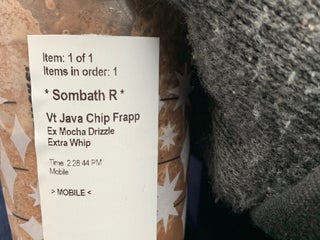 Item: 1 of 1
Items in order: 1
* Sombath R *
Vt Java Chip Frapp
Ex Mocha Drizzle
Extra Whip
Time: 2:28:44 PM
Mobile
> MOBILE <